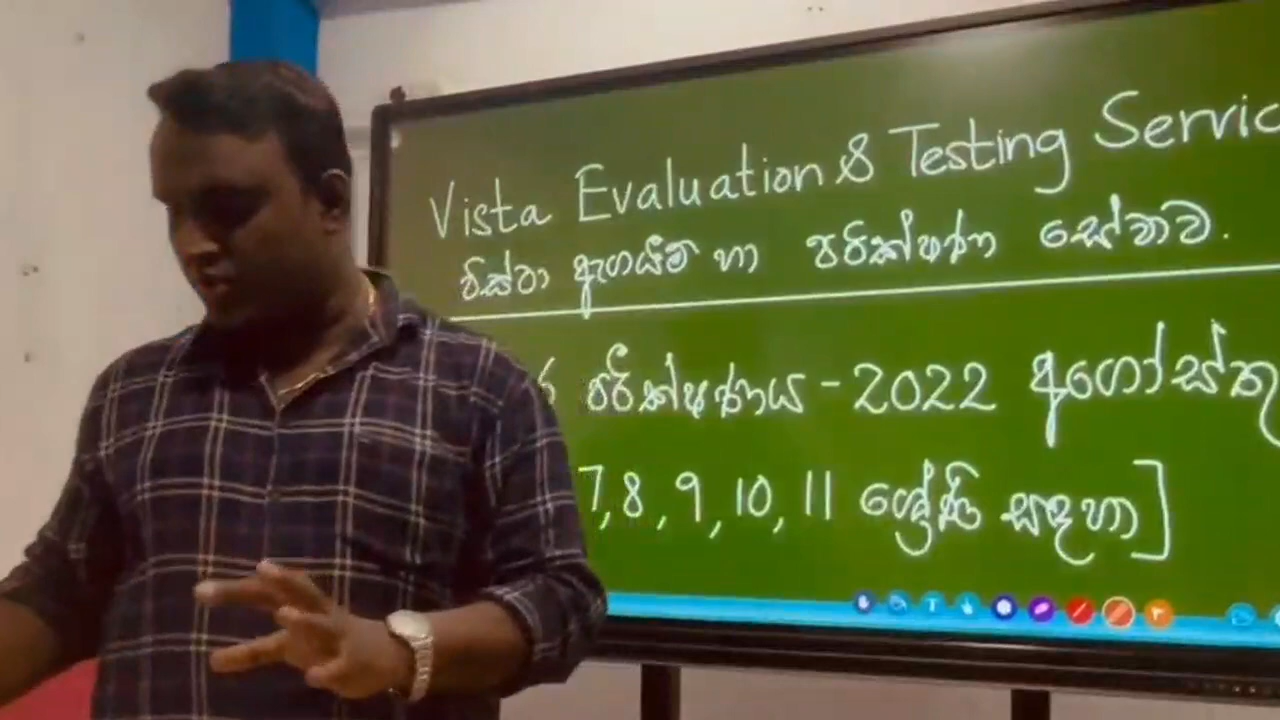 Vista Evaluation & Testing Servic
විස්ටා ඇගයීම් හා පරික්ෂණ සේවාව.
පරික්ෂණය - 2022 අගෝස්තු
7, 8, 9, 10, 11 ශ්‍රේණි සඳහා]